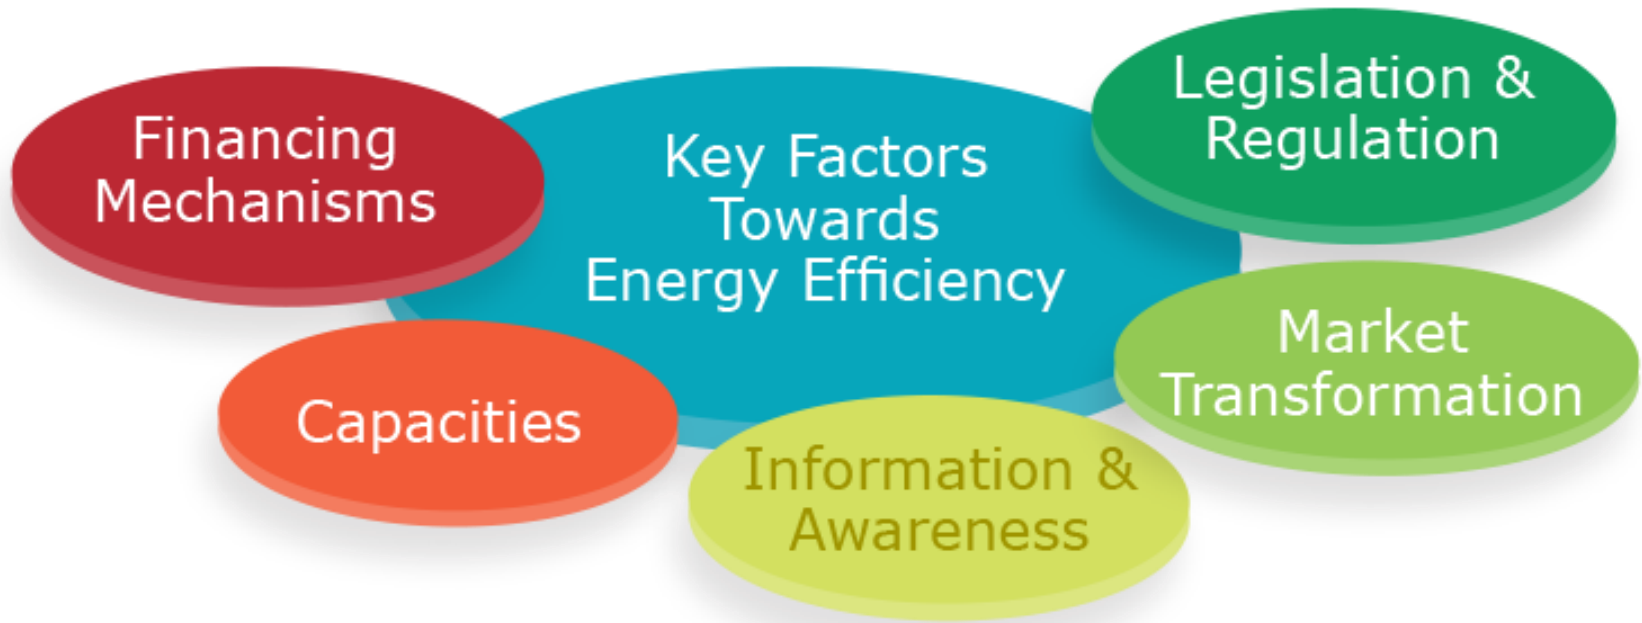 Financing
Mechanisms
Key Factors
Towards
Energy Efficiency
Legislation &
Regulation
Market
Transformation
Capacities
Information &
Awareness